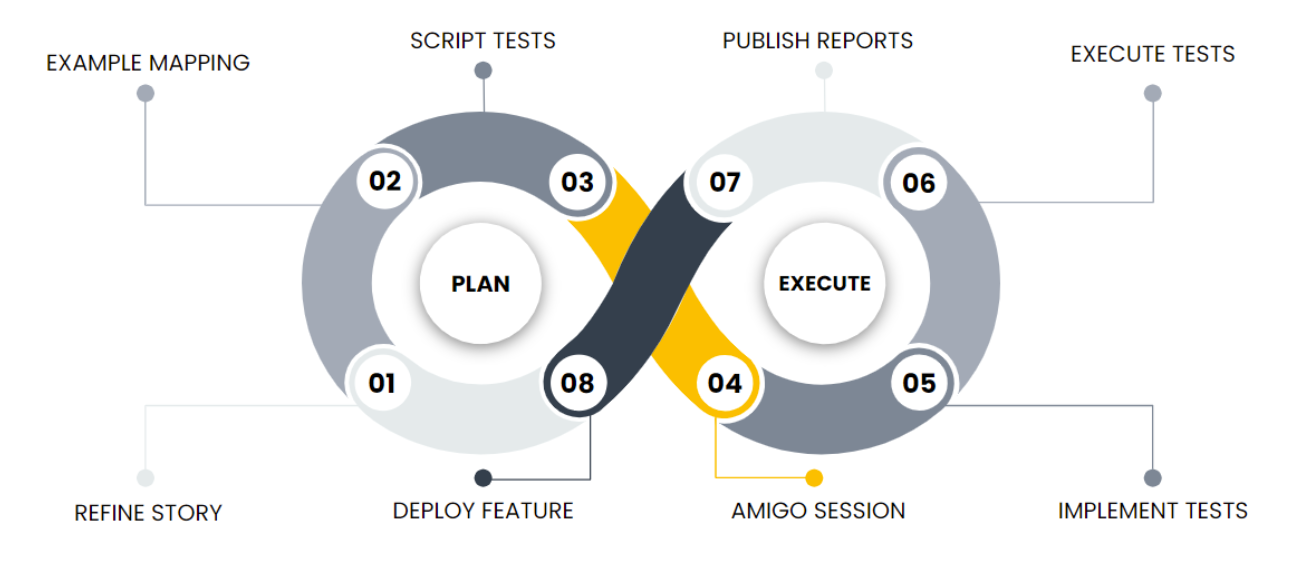 SCRIPT TESTS
PUBLISH REPORTS
EXAMPLE MAPPING
EXECUTE TESTS
02
03
07
06
PLAN
EXECUTE
01
08
04
05
REFINE STORY
DEPLOY FEATURE
AMIGO SESSION
IMPLEMENT TESTS